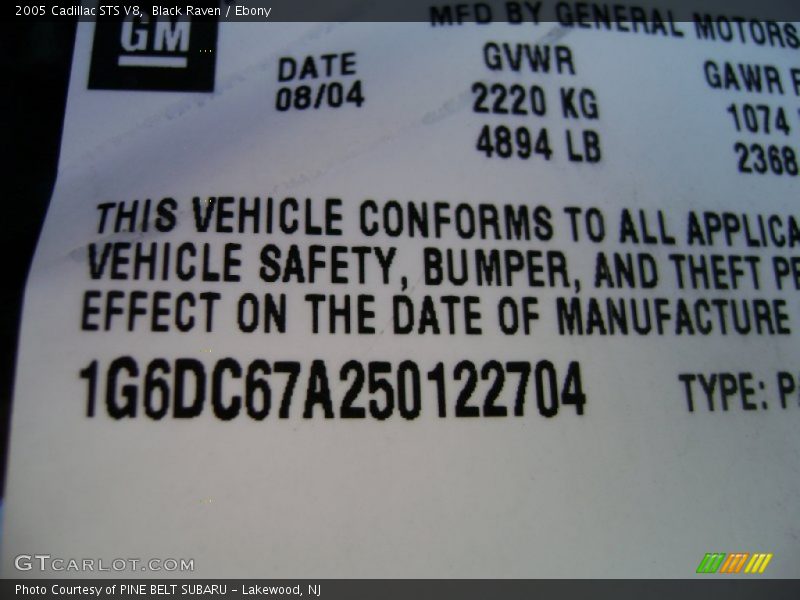 2005 Cadillac STS V8, Black Raven / Ebony
GM
MFD BY GENERAL MOTORS
DATE
08/04
GVWR
2220 KG
4894 LB
GAWR
1074
2368
THIS VEHICLE CONFORMS TO ALL APPLICA
VEHICLE SAFETY, BUMPER, AND THEFT
EFFECT ON THE DATE OF MANUFACTURE
1G6DC67A250122704
TYPE:
GTCARLOT.COM
Photo Courtesy of PINE BELT SUBARU - Lakewood, NJ